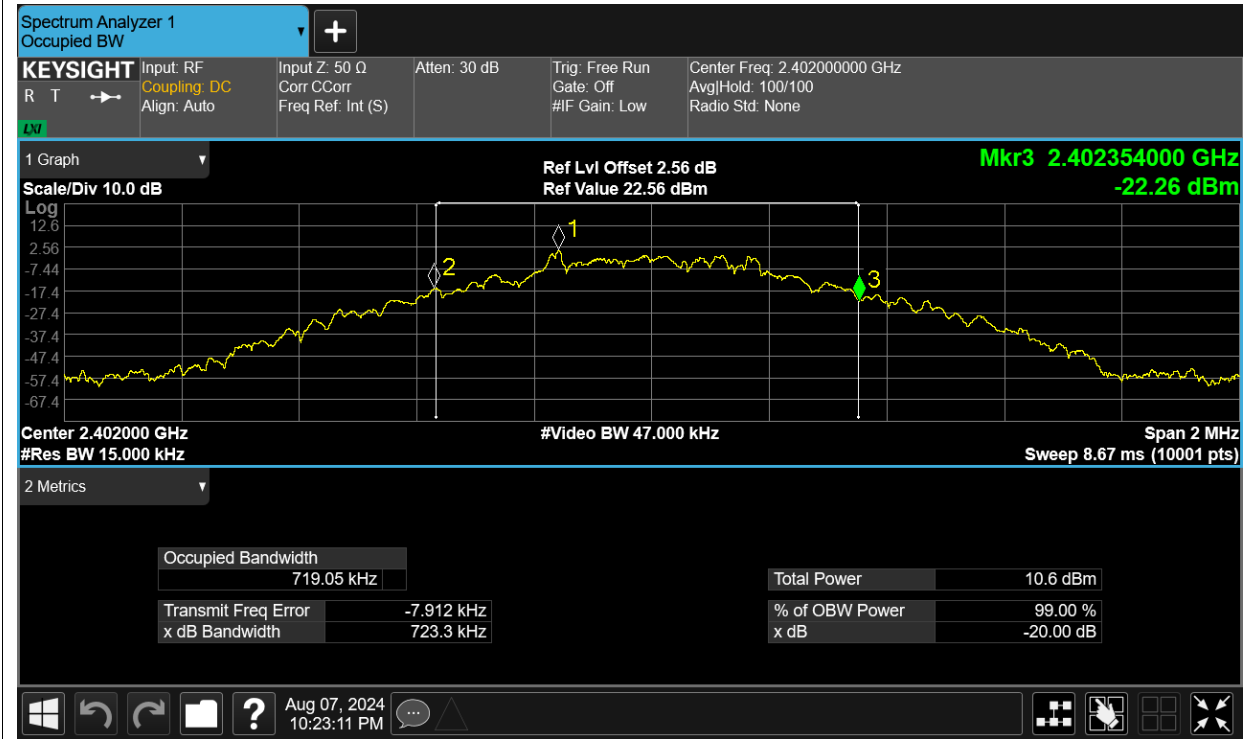 Spectrum Analyzer 1
Occupied BW
KEYSIGHT
R T
LXI
Input: RF
Coupling: DC
Align: Auto
Input Z: 50 Ω
Corr CCorr
Freq Ref: Int (S)
Atten: 30 dB
Trig: Free Run
Gate: Off
#IF Gain: Low
Center Freq: 2.402000000 GHz
Avg|Hold: 100/100
Radio Std: None
1 Graph
Scale/Div 10.0 dB
Ref Lvl Offset 2.56 dB
Ref Value 22.56 dBm
Mkr3 2.402354000 GHz
-22.26 dBm
Log
12.6
2.56
-7.44
-17.4
-27.4
-37.4
-47.4
-57.4
-67.4
1
2
3
Center 2.402000 GHz
#Res BW 15.000 kHz
#Video BW 47.000 kHz
Span 2 MHz
Sweep 8.67 ms (10001 pts)
2 Metrics
Occupied Bandwidth
719.05 kHz
Transmit Freq Error -7.912 kHz
x dB Bandwidth 723.3 kHz
Total Power 10.6 dBm
% of OBW Power 99.00 %
x dB -20.00 dB
?
Aug 07, 2024
10:23:11 PM